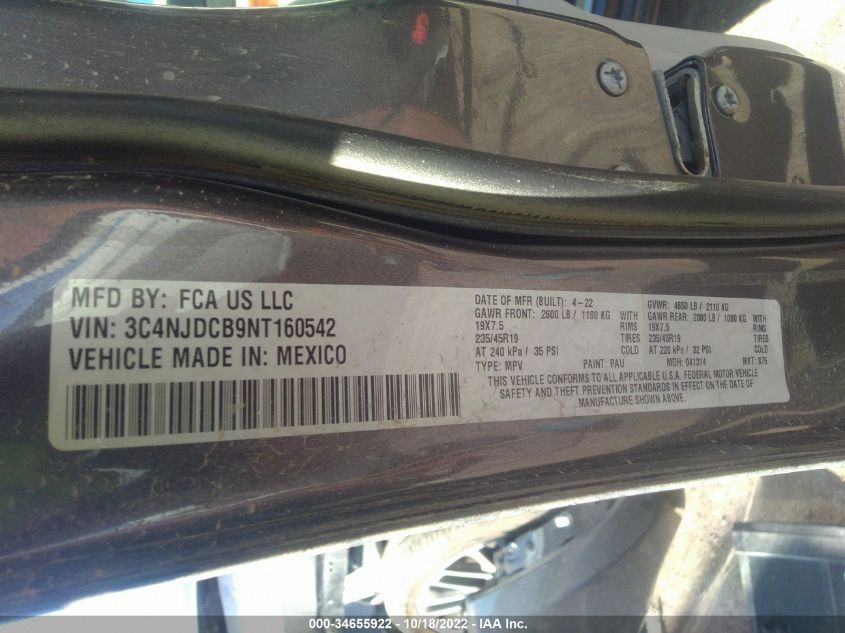 MFD BY: FCA US LLC
VIN: 3C4NJDCB9NT160542
VEHICLE MADE IN: MEXICO
DATE OF MFR (BUILT): 4-22 GVWR: 4650 LB / 2110 KG
GAWR FRONT: 2600 LB / 1180 KG WITH GAWR REAR: 2380 LB / 1080 KG WITH
19X7.5 RIMS 19X7.5 RIMS
235/45R19 TIRES 235/45R19 TIRES
AT 240 kPa / 35 PSI COLD AT 220 kPa / 32 PSI COLD
TYPE: MPV PAINT: PAU MDH: 041314 MKT: 875
THIS VEHICLE CONFORMS TO ALL APPLICABLE U.S.A. FEDERAL MOTOR VEHICLE
SAFETY AND THEFT PREVENTION STANDARDS IN EFFECT ON THE DATE OF
MANUFACTURE SHOWN ABOVE.
000-34655922 - 10/18/2022 - IAA Inc.